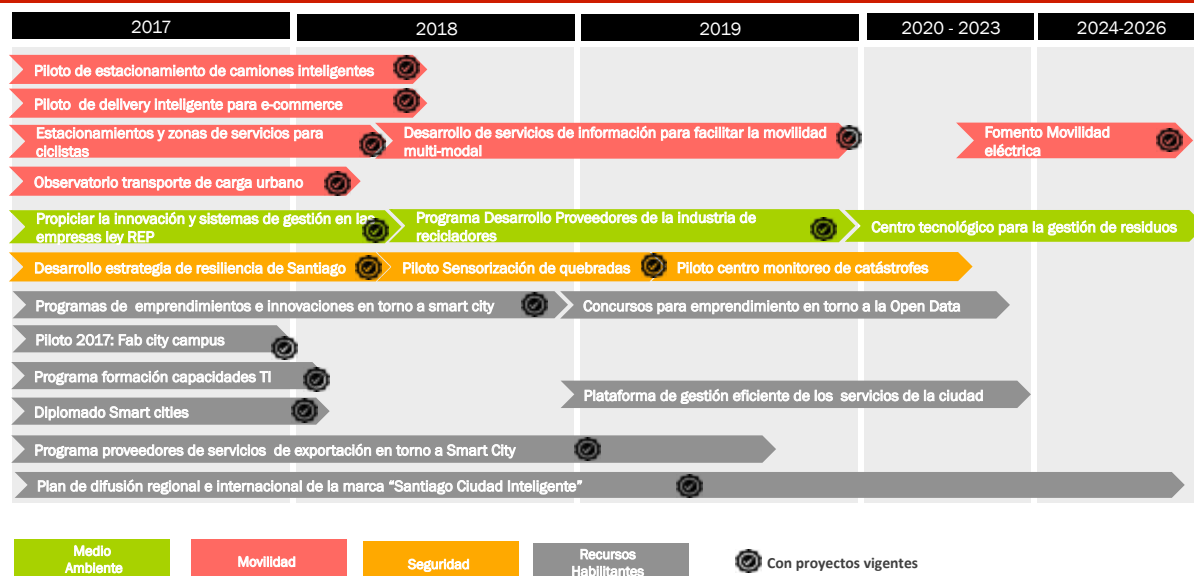 2017
2018
2019
2020 - 2023
2024-2026
Piloto de estacionamiento de camiones inteligentes
Piloto de delivery inteligente para e-commerce
Estacionamientos y zonas de servicios para
ciclistas
Desarrollo de servicios de información para facilitar la movilidad
multi-modal
Fomento Movilidad
eléctrica
Observatorio transporte de carga urbano
Propiciar la innovación y sistemas de gestión en las
empresas ley REP
Programa Desarrollo Proveedores de la industria de
recicladores
Centro tecnológico para la gestión de residuos
Desarrollo estrategia de resiliencia de Santiago
Piloto Sensorización de quebradas
Piloto centro monitoreo de catástrofes
Programas de emprendimientos e innovaciones en torno a smart city
Concursos para emprendimiento en torno a la Open Data
Piloto 2017: Fab city campus
Programa formación capacidades TI
Plataforma de gestión eficiente de los servicios de la ciudad
Diplomado Smart cities
Programa proveedores de servicios de exportación en torno a Smart City
Plan de difusión regional e internacional de la marca “Santiago Ciudad Inteligente”
Medio
Ambiente
Movilidad
Seguridad
Recursos
Habilitantes
Con proyectos vigentes